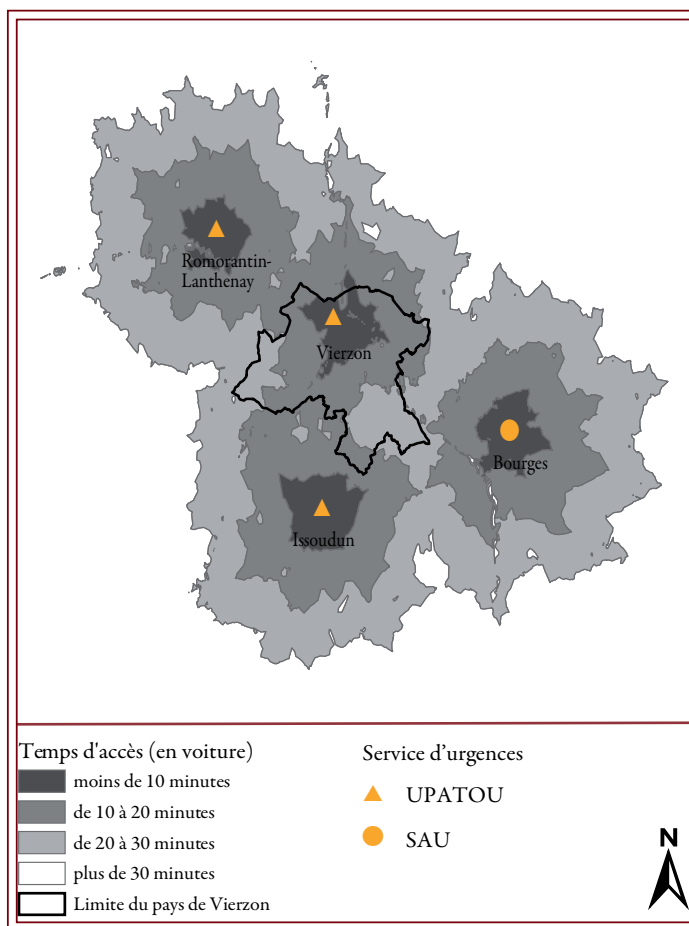 Romorantin-
Lanthenay
Vierzon
Bourges
Issoudun
Temps d'accès (en voiture)
moins de 10 minutes
de 10 à 20 minutes
de 20 à 30 minutes
plus de 30 minutes
Limite du pays de Vierzon
Service d’urgences
UPATOU
SAU
N